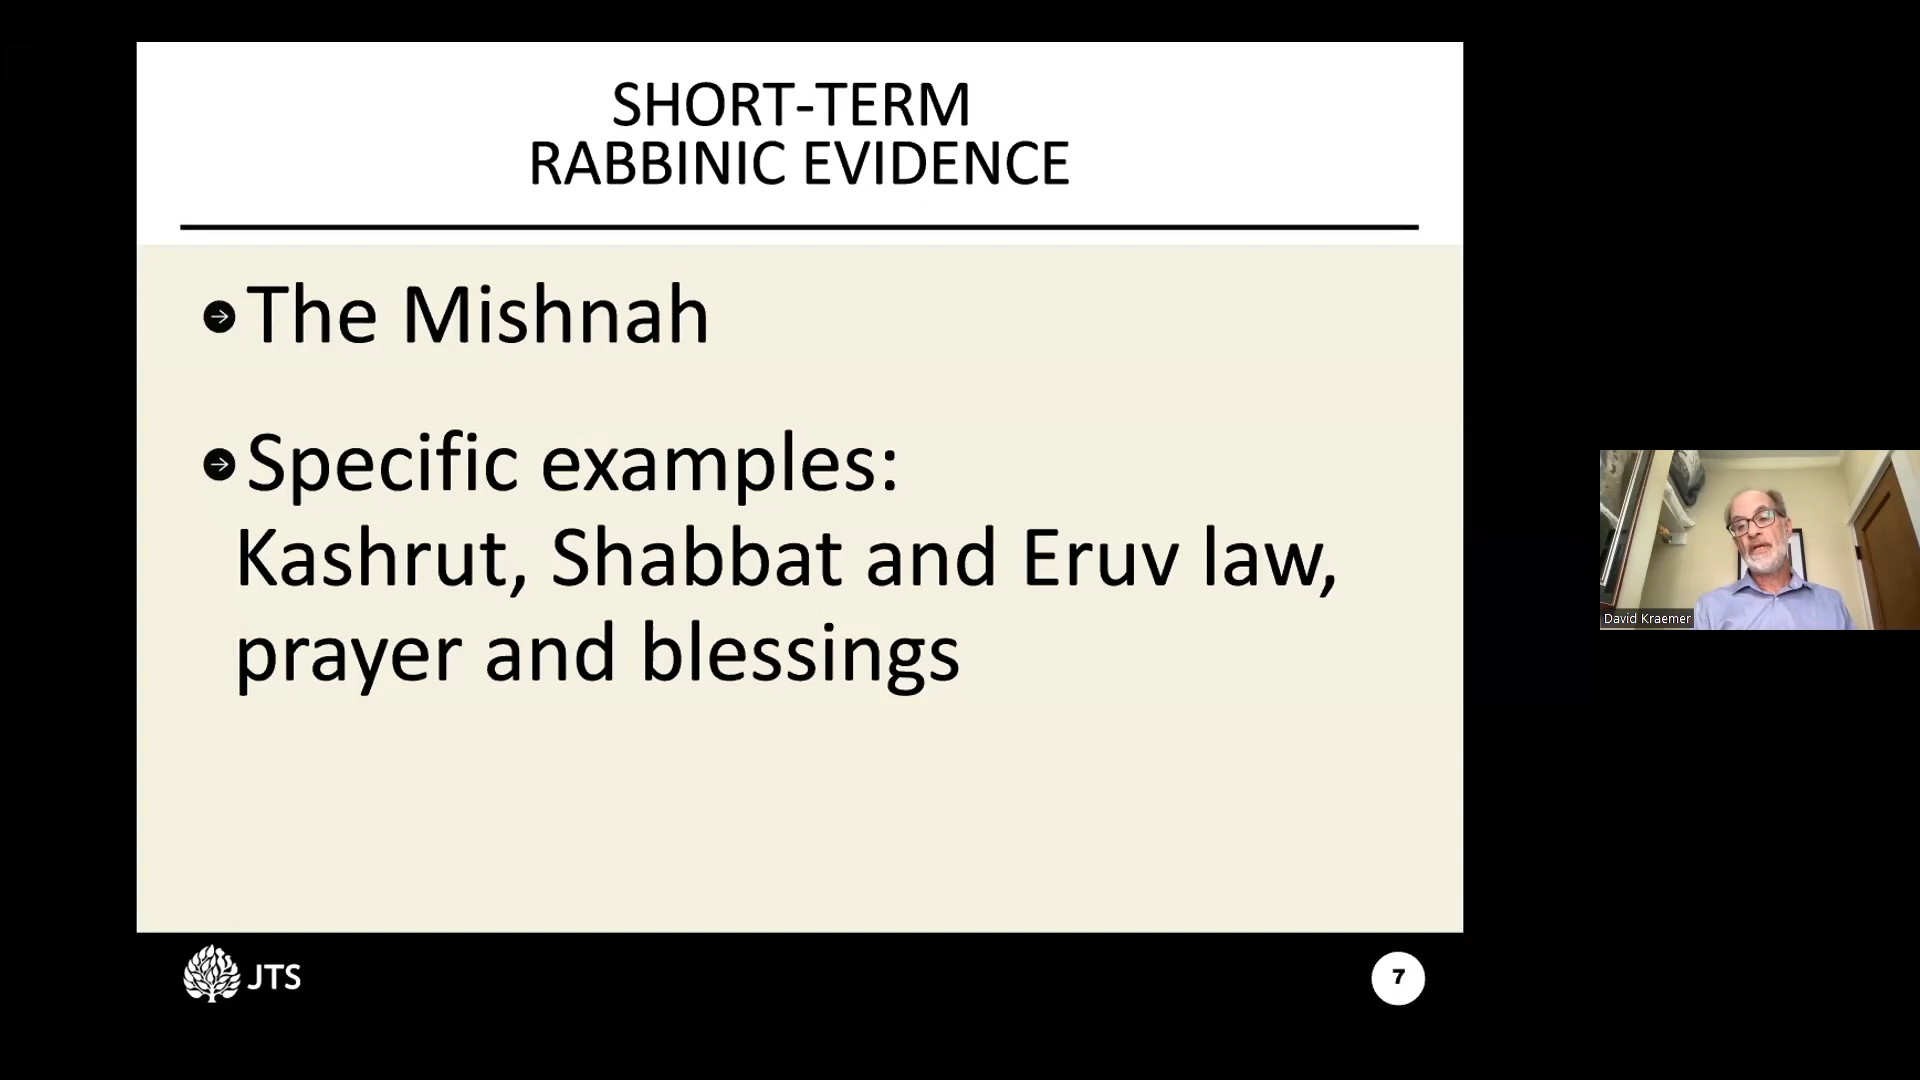 SHORT-TERM
RABBINIC EVIDENCE
The Mishnah
Specific examples:
Kashrut, Shabbat and Eruv law,
prayer and blessings
David Kraemer
JTS
7